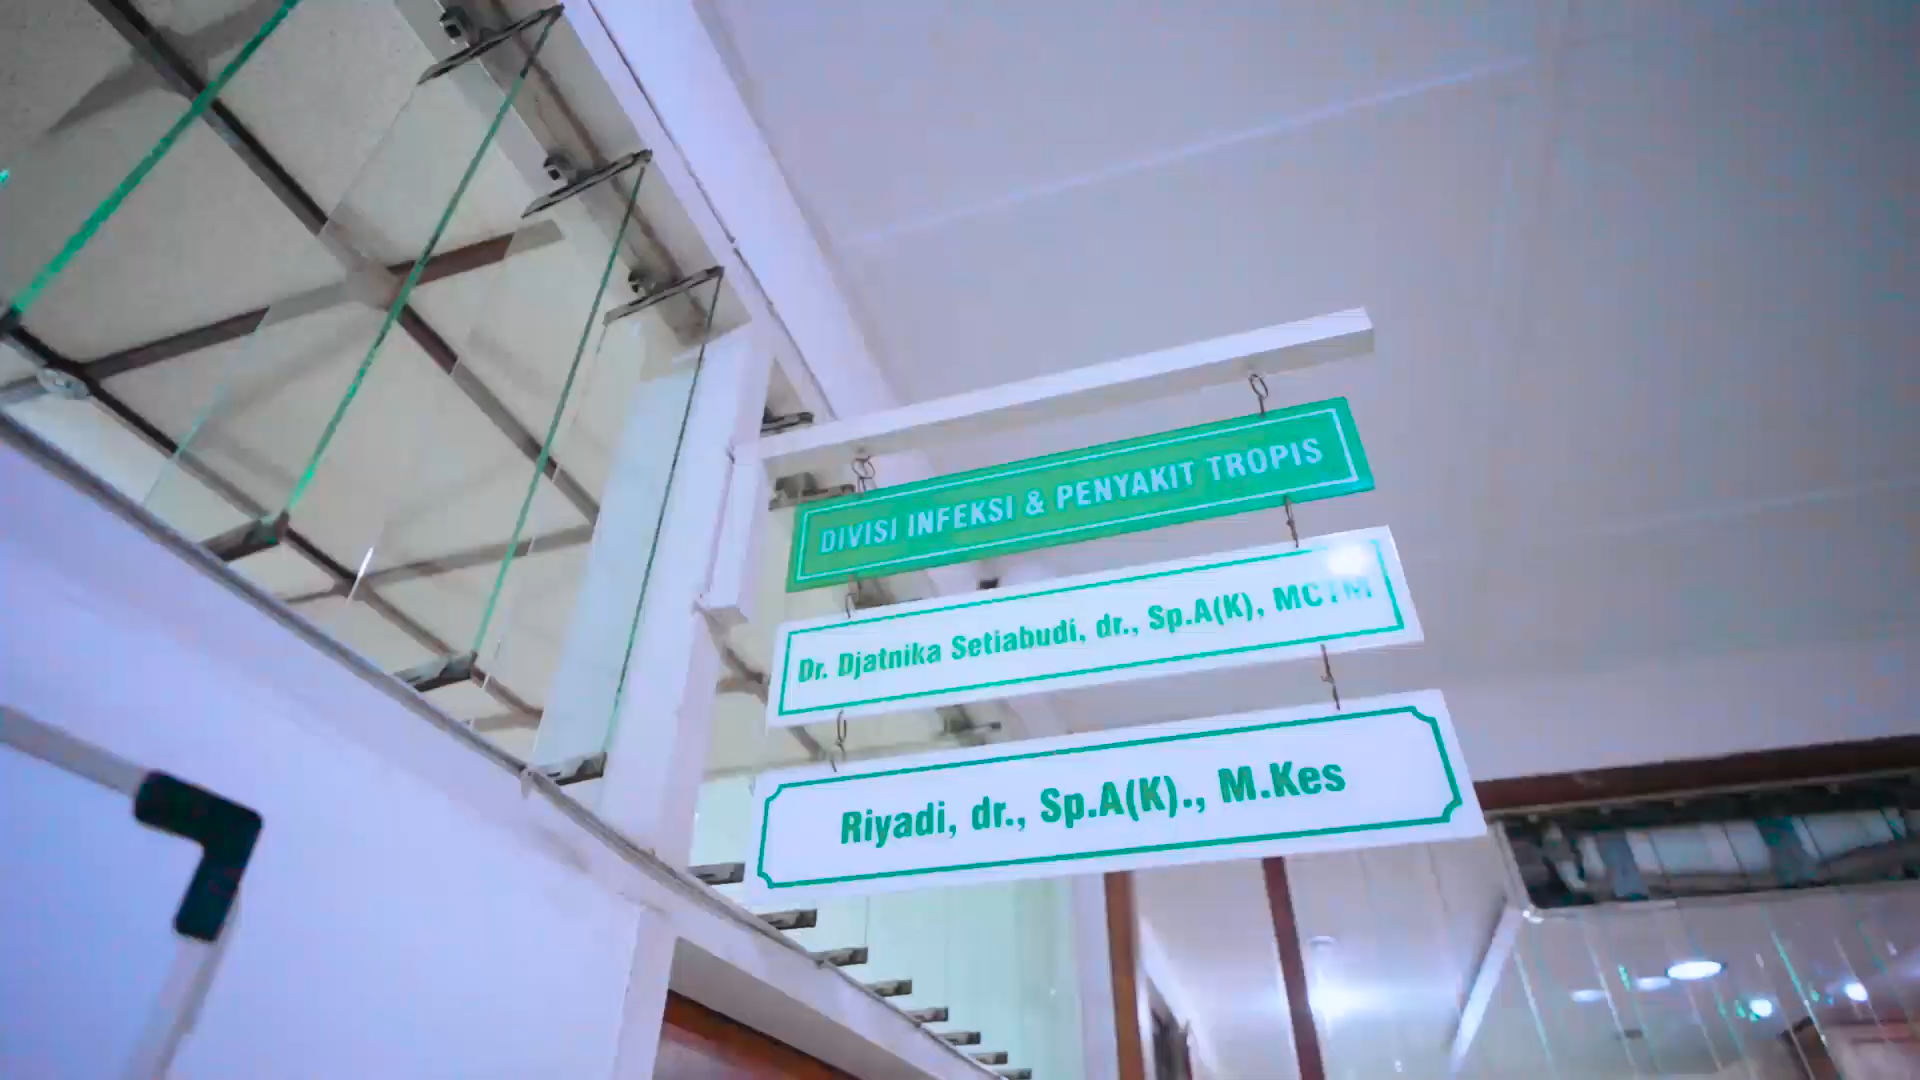 DIVISI INFEKSI & PENYAKIT TROPIS
Dr. Djatnika Setiabudi, dr., Sp.A(K), MCTM
Riyadi, dr., Sp.A(K)., M.Kes